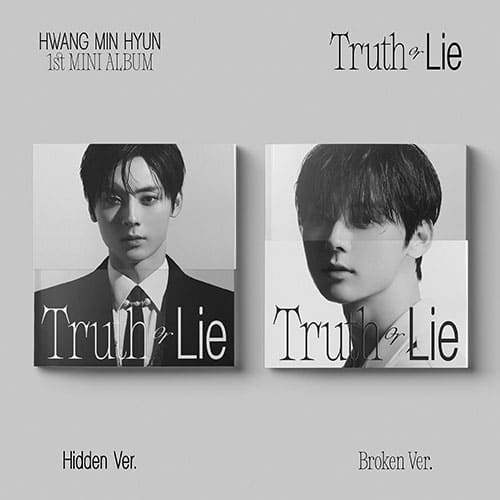 HWANG MIN HYUN
1st MINI ALBUM
Truth or Lie
Truth or Lie
Truth or Lie
Hidden Ver.
Broken Ver.